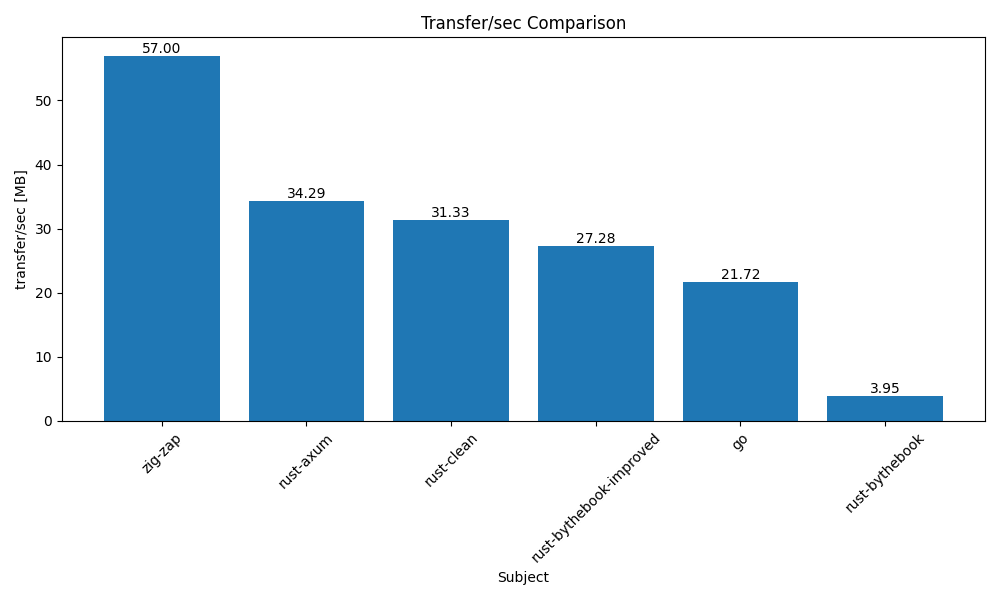 Transfer/sec Comparison
57.00
34.29
31.33
27.28
21.72
3.95
transfer/sec [MB]
50
40
30
20
10
0
zig-zap
rust-axum
rust-clean
rust-bythebook-improved
go
rust-bythebook
Subject